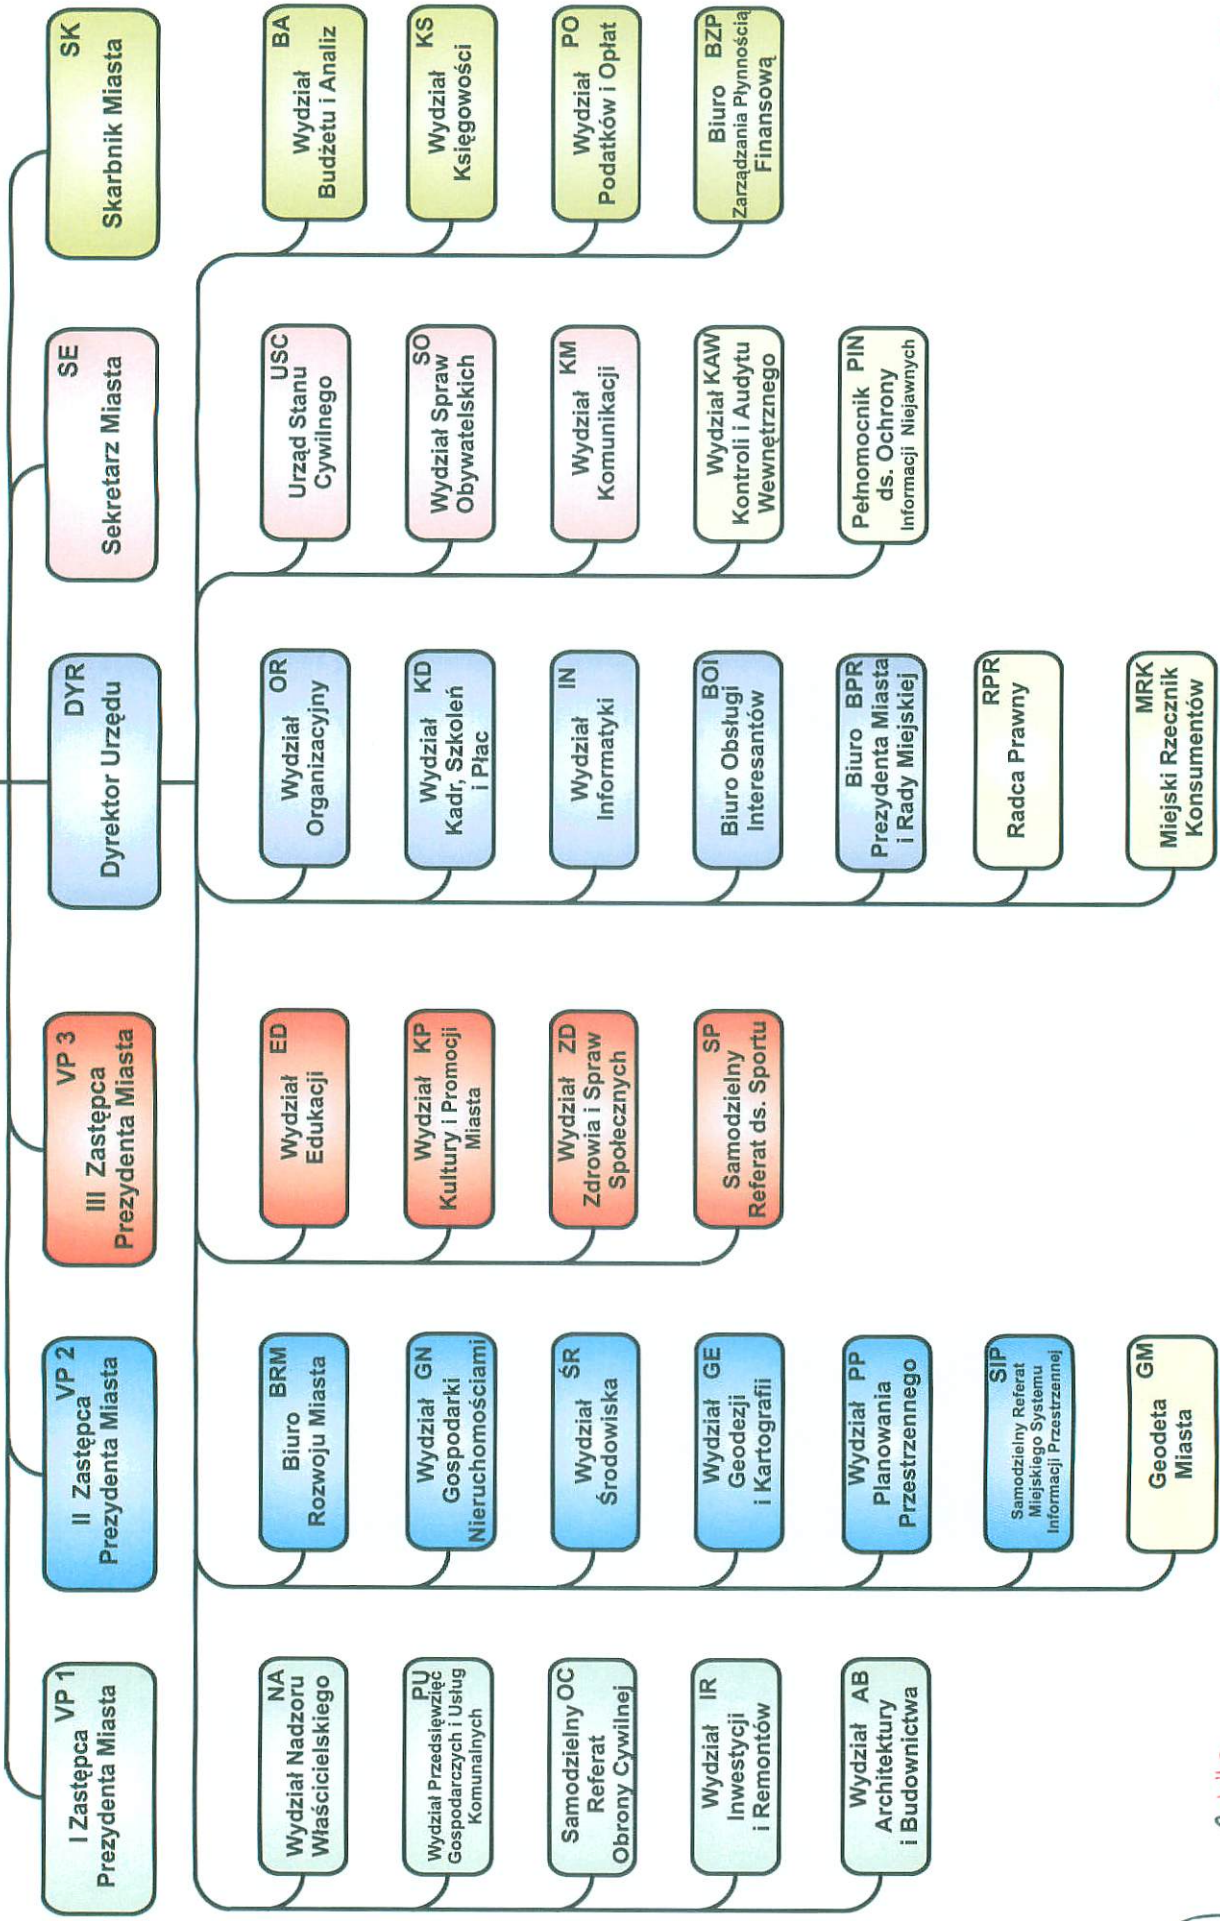 I Zastępca VP 1
Prezydenta Miasta
II Zastępca VP 2
Prezydenta Miasta
III Zastępca VP 3
Prezydenta Miasta
Dyrektor Urzędu DYR
Sekretarz Miasta SE
Skarbnik Miasta SK
Wydział Nadzoru NA
Właścicielskiego
Wydział Przedsięwzięć PU
Gospodarczych i Usług
Komunalnych
Samodzielny OC
Referat
Obrony Cywilnej
Wydział IR
Inwestycji
i Remontów
Wydział AB
Architektury
i Budownictwa
Biuro BRM
Rozwoju Miasta
Wydział GN
Gospodarki
Nieruchomościami
Wydział ŚR
Środowiska
Wydział GE
Geodezji
i Kartografii
Wydział PP
Planowania
Przestrzennego
SIP
Samodzielny Referat
Miejskiego Systemu
Informacji Przestrzennej
Geodeta GM
Miasta
Wydział ED
Edukacji
Wydział KP
Kultury i Promocji
Miasta
Wydział ZD
Zdrowia i Spraw
Społecznych
Samodzielny SP
Referat ds. Sportu
Wydział OR
Organizacyjny
Wydział KD
Kadr, Szkoleń
i Płac
Wydział IN
Informatyki
Biuro Obsługi BOI
Interesantów
Biuro BPR
Prezydenta Miasta
i Rady Miejskiej
RPR
Radca Prawny
MRK
Miejski Rzecznik
Konsumentów
USC
Urząd Stanu
Cywilnego
SO
Wydział Spraw
Obywatelskich
Wydział KM
Komunikacji
Wydział KAW
Kontroli i Audytu
Wewnętrznego
Pełnomocnik PIN
ds. Ochrony
Informacji Niejawnych
BA
Wydział
Budżetu i Analiz
Wydział KS
Księgowości
Wydział PO
Podatków i Opłat
Biuro BZP
Zarządzania Płynnością
Finansową